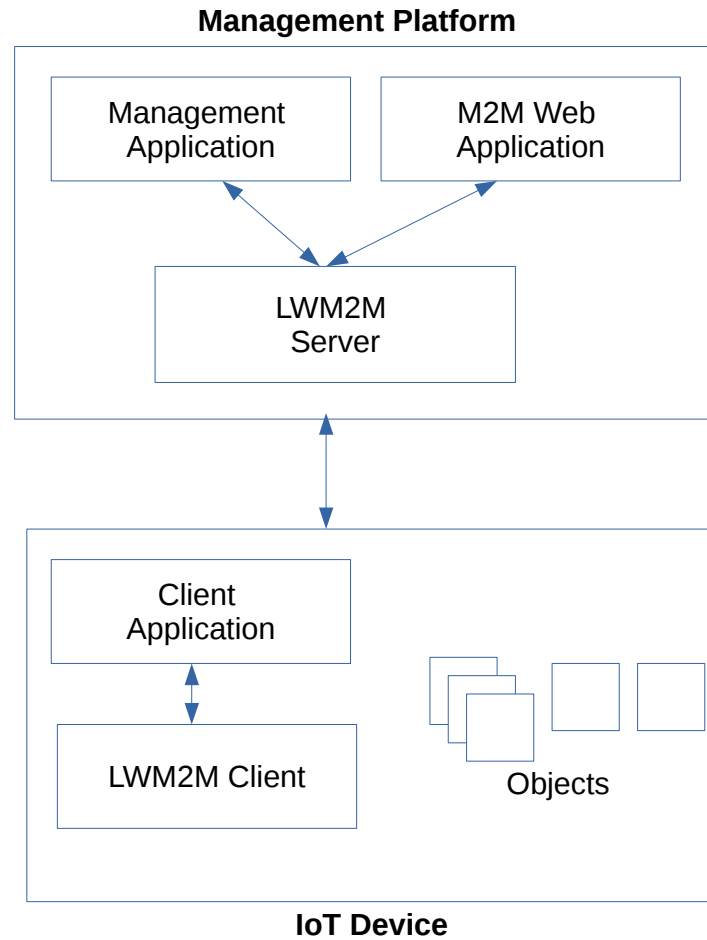 Management Platform
Management
Application
M2M Web
Application
LWM2M
Server
Client
Application
LWM2M Client
Objects
IoT Device